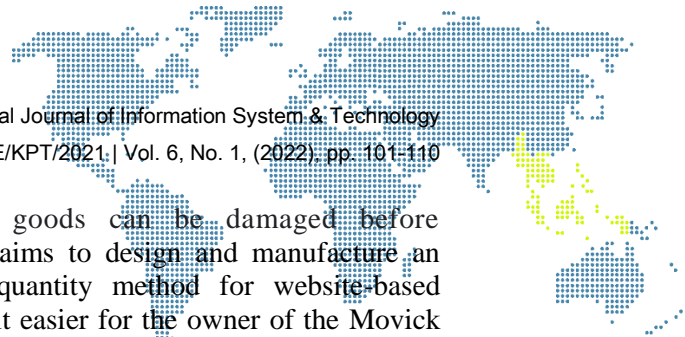 al Journal of Information System & Technology
E/KPT/2021 | Vol. 6, No. 1, (2022), pp. 101-110
goods can be damaged before
aims to design and manufacture an
quantity method for website-based
it easier for the owner of the Movick